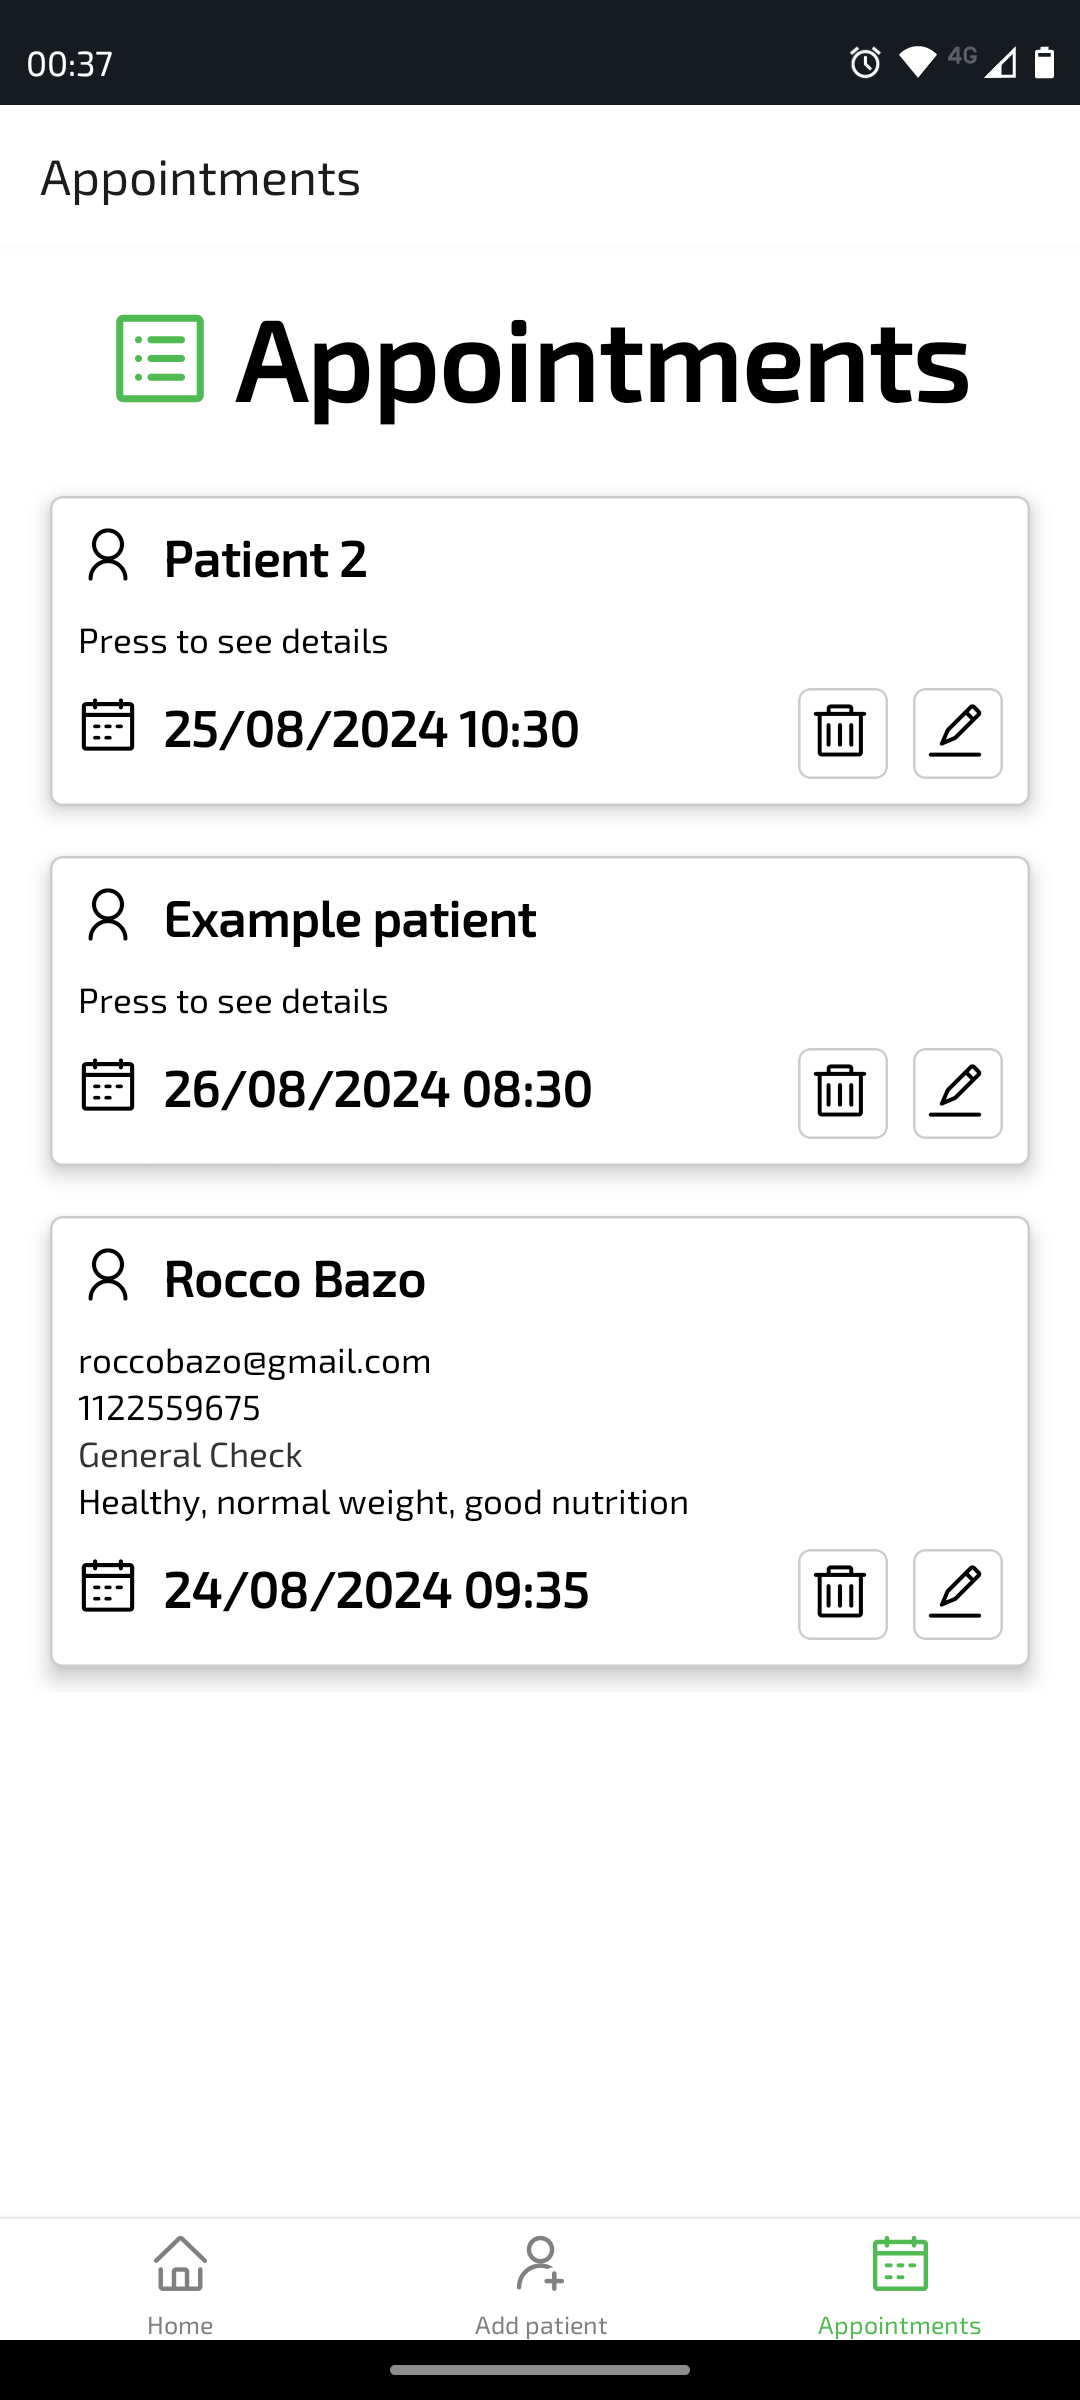 00:37
4G
Appointments
Appointments
Patient 2
Press to see details
25/08/2024 10:30
Example patient
Press to see details
26/08/2024 08:30
Rocco Bazo
roccobazo@gmail.com
1122559675
General Check
Healthy, normal weight, good nutrition
24/08/2024 09:35
Home
Add patient
Appointments